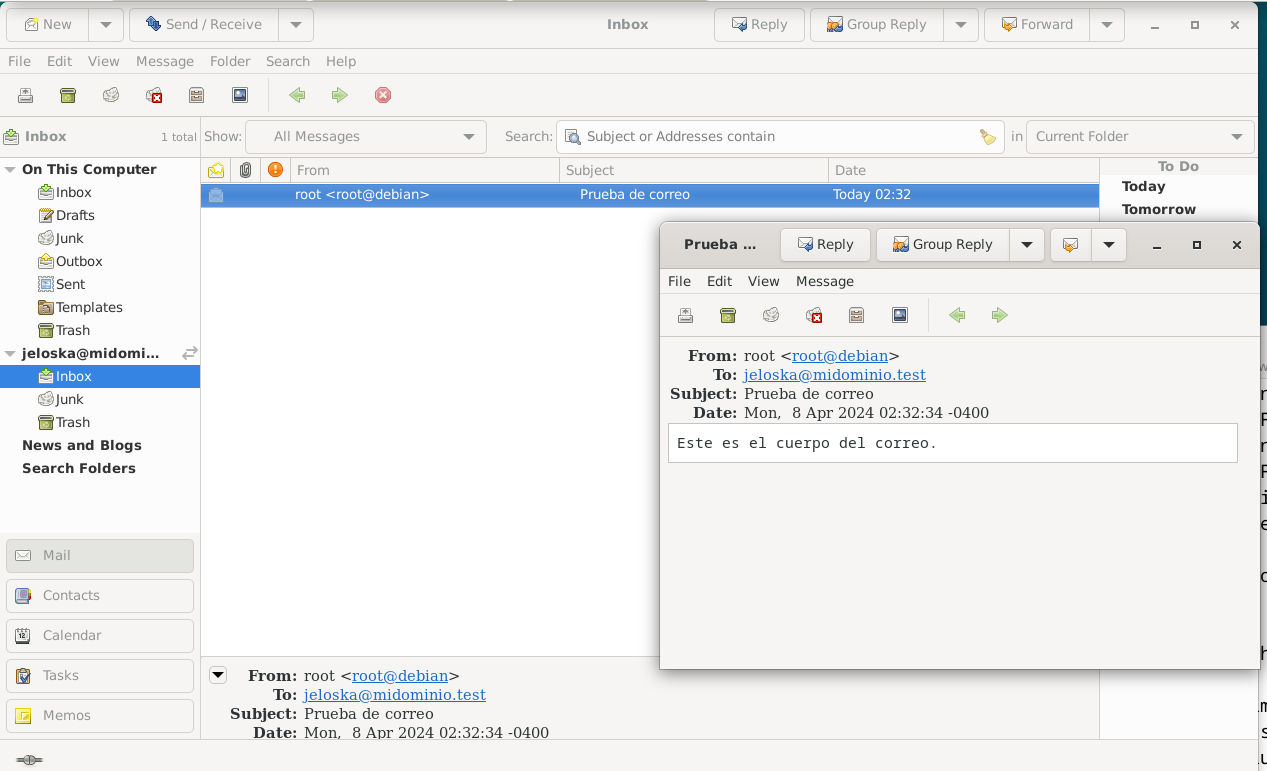 New Send / Receive Inbox Reply Group Reply Forward
File Edit View Message Folder Search Help
Inbox 1 total Show: All Messages Search: Subject or Addresses contain in Current Folder
On This Computer
Inbox
Drafts
Junk
Outbox
Sent
Templates
Trash
jeloska@midomi...
Inbox
Junk
Trash
News and Blogs
Search Folders
Mail
Contacts
12 Calendar
Tasks
Memos
From Subject Date
root <root@debian> Prueba de correo Today 02:32
To Do
Today
Tomorrow
Prueba ... Reply Group Reply
File Edit View Message
From: root <root@debian>
To: jeloska@midominio.test
Subject: Prueba de correo
Date: Mon, 8 Apr 2024 02:32:34 -0400
Este es el cuerpo del correo.
From: root <root@debian>
To: jeloska@midominio.test
Subject: Prueba de correo
Date: Mon, 8 Apr 2024 02:32:34 -0400